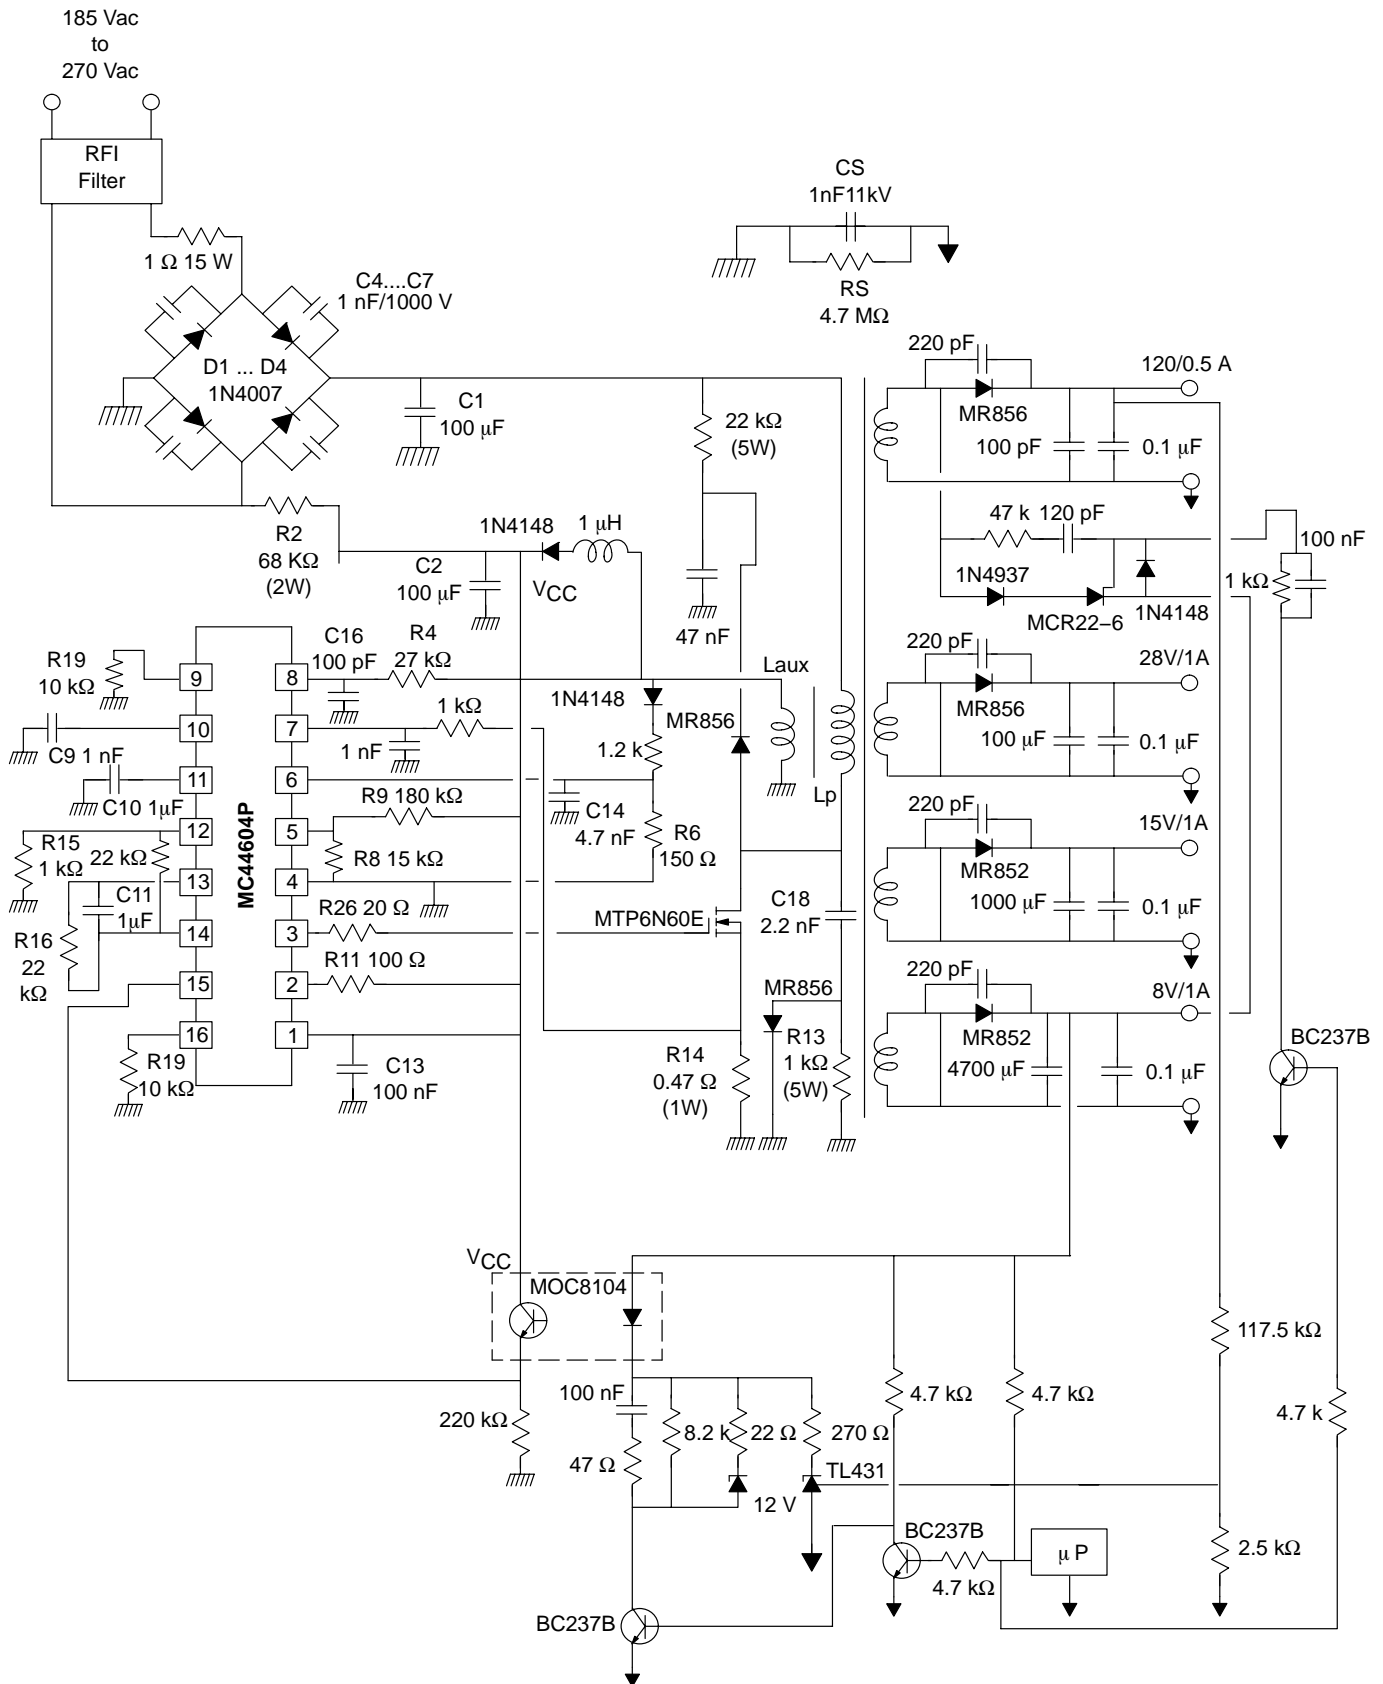 185 Vac
to
270 Vac
RFI
Filter
1 Ω 15 W
C4....C7
1 nF/1000 V
D1 ... D4
1N4007
C1
100 µF
CS
1nF11kV
RS
4.7 MΩ
22 kΩ
(5W)
220 pF
120/0.5 A
MR856
100 pF
0.1 µF
R2
68 KΩ
(2W)
1N4148
1 µH
C2
100 µF
VCC
47 nF
47 k
120 pF
100 nF
1N4937
1 kΩ
MCR22–6
1N4148
R19
10 kΩ
9
8
C16
100 pF
R4
27 kΩ
Laux
220 pF
28V/1A
1N4148
MR856
MR856
10
7
1 kΩ
C9 1 nF
1 nF
1.2 k
100 µF
0.1 µF
11
6
C10 1µF
R9 180 kΩ
C14
4.7 nF
Lp
220 pF
15V/1A
R15
1 kΩ
22 kΩ
12
5
R6
150 Ω
R8 15 kΩ
MR852
MC44604P
13
4
C11
1µF
R26 20 Ω
MTP6N60E
C18
2.2 nF
1000 µF
0.1 µF
R16
22
kΩ
14
3
R11 100 Ω
220 pF
8V/1A
15
2
MR856
MR852
BC237B
16
1
R19
10 kΩ
C13
100 nF
R14
0.47 Ω
(1W)
R13
1 kΩ
(5W)
4700 µF
0.1 µF
VCC
MOC8104
117.5 kΩ
100 nF
4.7 kΩ
4.7 kΩ
4.7 k
220 kΩ
8.2 k
22 Ω
270 Ω
47 Ω
TL431
12 V
BC237B
µ P
2.5 kΩ
4.7 kΩ
BC237B